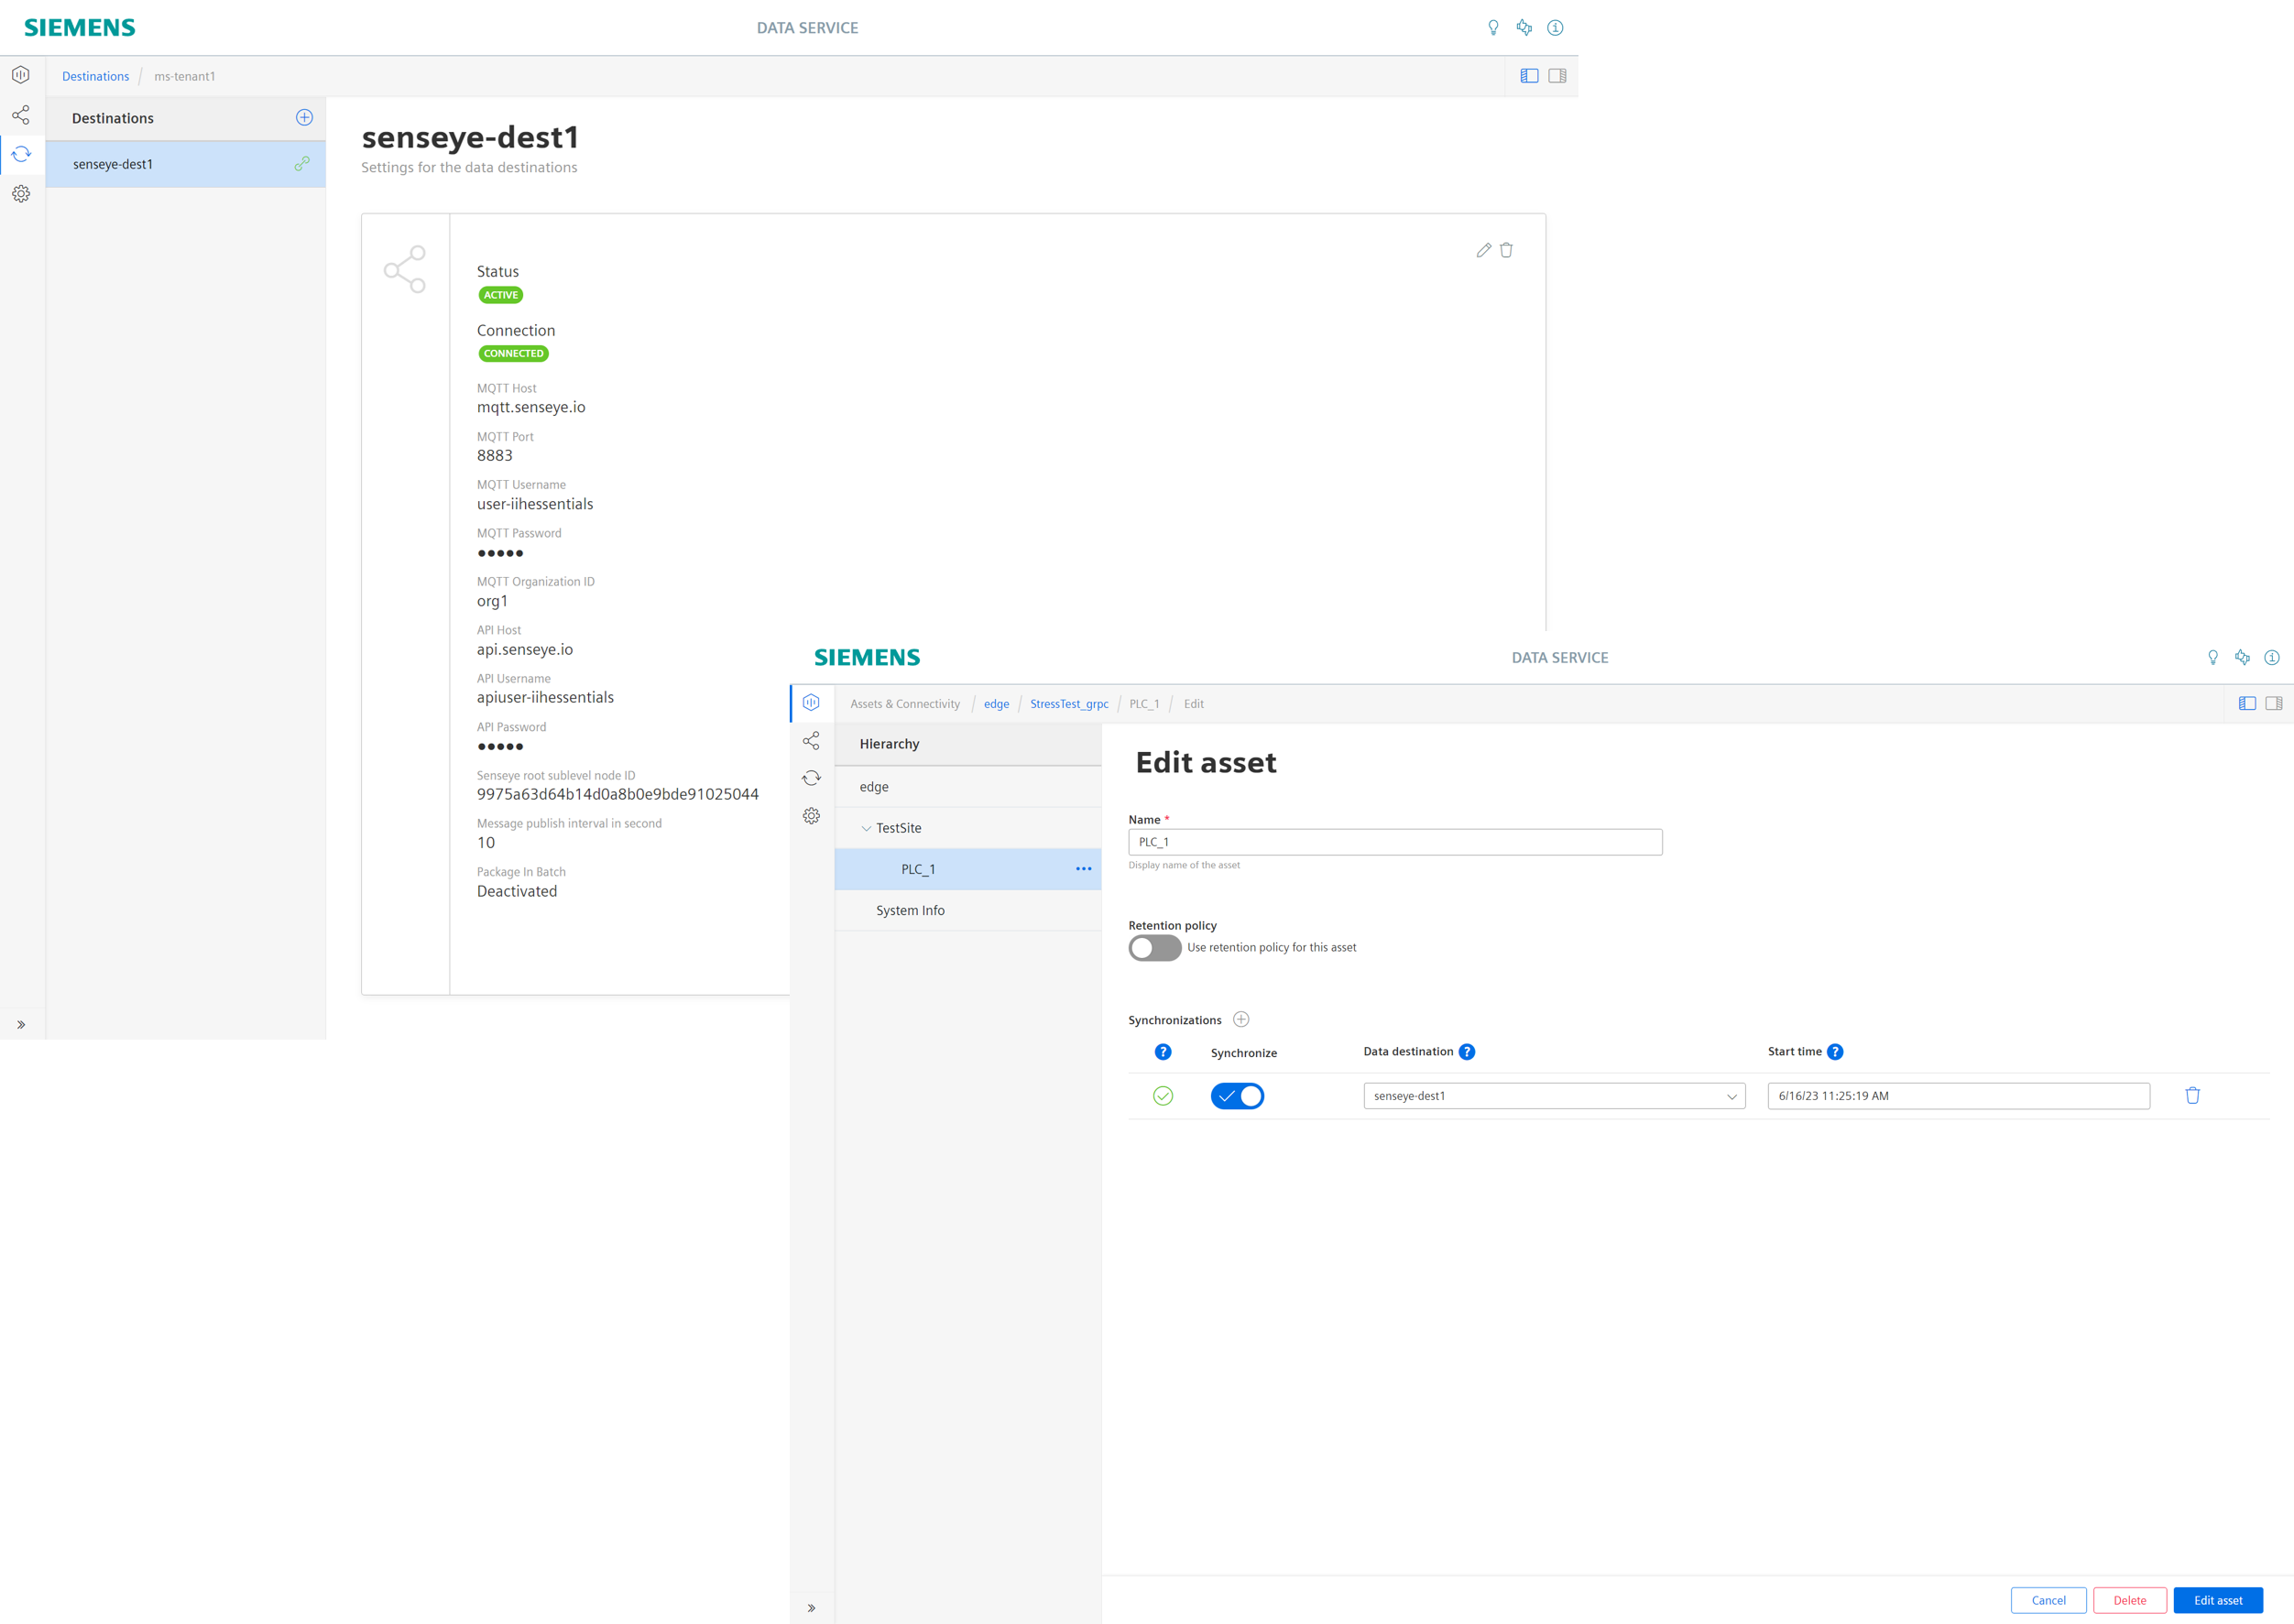 SIEMENS
DATA SERVICE
Destinations / ms-tenant1
Destinations
senseye-dest1
senseye-dest1
Settings for the data destinations
Status
ACTIVE
Connection
CONNECTED
MQTT Host
mqtt.senseye.io
MQTT Port
8883
MQTT Username
user-iihessentials
MQTT Password
●●●●●
MQTT Organization ID
org1
API Host
api.senseye.io
API Username
apiuser-iihessentials
API Password
●●●●●
Senseye root sublevel node ID
9975a63d64b14d0a8b0e9bde91025044
Message publish interval in second
10
Package In Batch
Deactivated
SIEMENS
DATA SERVICE
Assets & Connectivity / edge / StressTest_grpc / PLC_1 / Edit
Hierarchy
edge
TestSite
PLC_1
System Info
Edit asset
Name *
PLC_1
Display name of the asset
Retention policy
Use retention policy for this asset
Synchronizations
? Synchronize Data destination ? Start time ?
senseye-dest1 6/16/23 11:25:19 AM
Cancel Delete Edit asset